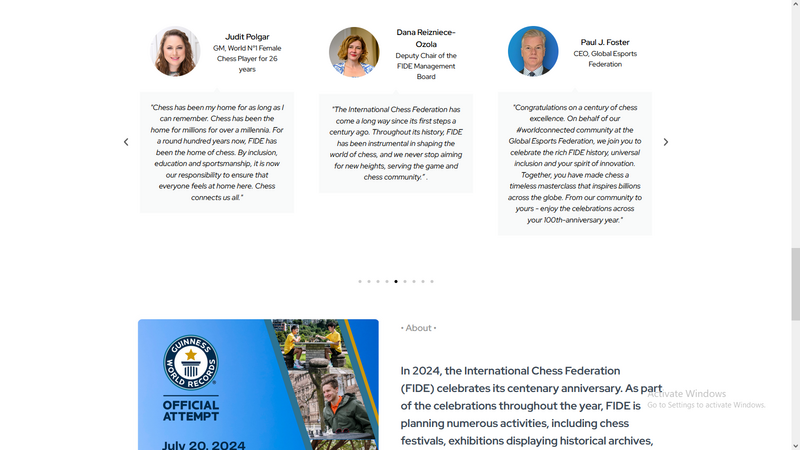 Judit Polgar
GM, World N°1 Female
Chess Player for 26
years
"Chess has been my home for as long as I
can remember. Chess has been the
home for millions for over a millennia. For
a round hundred years now, FIDE has
been the home of chess. By inclusion,
education and sportsmanship, it is now
our responsibility to ensure that
everyone feels at home here. Chess
connects us all."
Dana Reizniece-
Ozola
Deputy Chair of the
FIDE Management
Board
"The International Chess Federation has
come a long way since its first steps a
century ago. Throughout its history, FIDE
has been instrumental in shaping the
world of chess, and we never stop aiming
for new heights, serving the game and
chess community." .
Paul J. Foster
CEO, Global Esports
Federation
"Congratulations on a century of chess
excellence. On behalf of our
#worldconnected community at the
Global Esports Federation, we join you to
celebrate the rich FIDE history, universal
inclusion and your spirit of innovation.
Together, you have made chess a
timeless masterclass that inspires billions
across the globe. From our community to
yours - enjoy the celebrations across
your 100th-anniversary year."
GUINNESS
WORLD RECORDS
OFFICIAL
ATTEMPT
July 20, 2024
• About •
In 2024, the International Chess Federation
(FIDE) celebrates its centenary anniversary. As part
of the celebrations throughout the year, FIDE is
planning numerous activities, including chess
festivals, exhibitions displaying historical archives,
Activate Windows
Go to Settings to activate Windows.